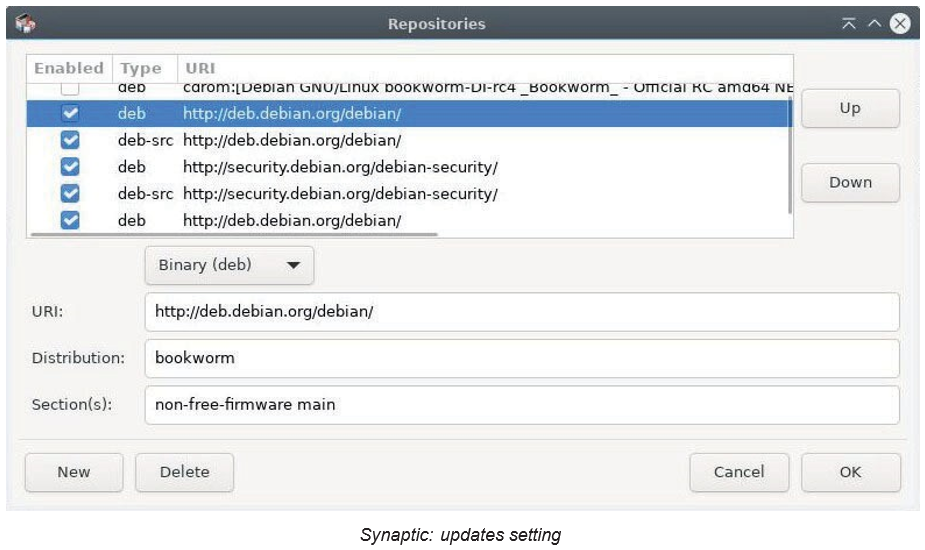 Repositories
Enabled Type URI
deb cdrom:[Debian GNU/Linux bookworm-DI-rc4 _Bookworm_ - Official RC amd64 NE
deb http://deb.debian.org/debian/
deb-src http://deb.debian.org/debian/
deb http://security.debian.org/debian-security/
deb-src http://security.debian.org/debian-security/
deb http://deb.debian.org/debian/
Up
Down
Binary (deb)
URI: http://deb.debian.org/debian/
Distribution: bookworm
Section(s): non-free-firmware main
New Delete Cancel OK
Synaptic: updates setting